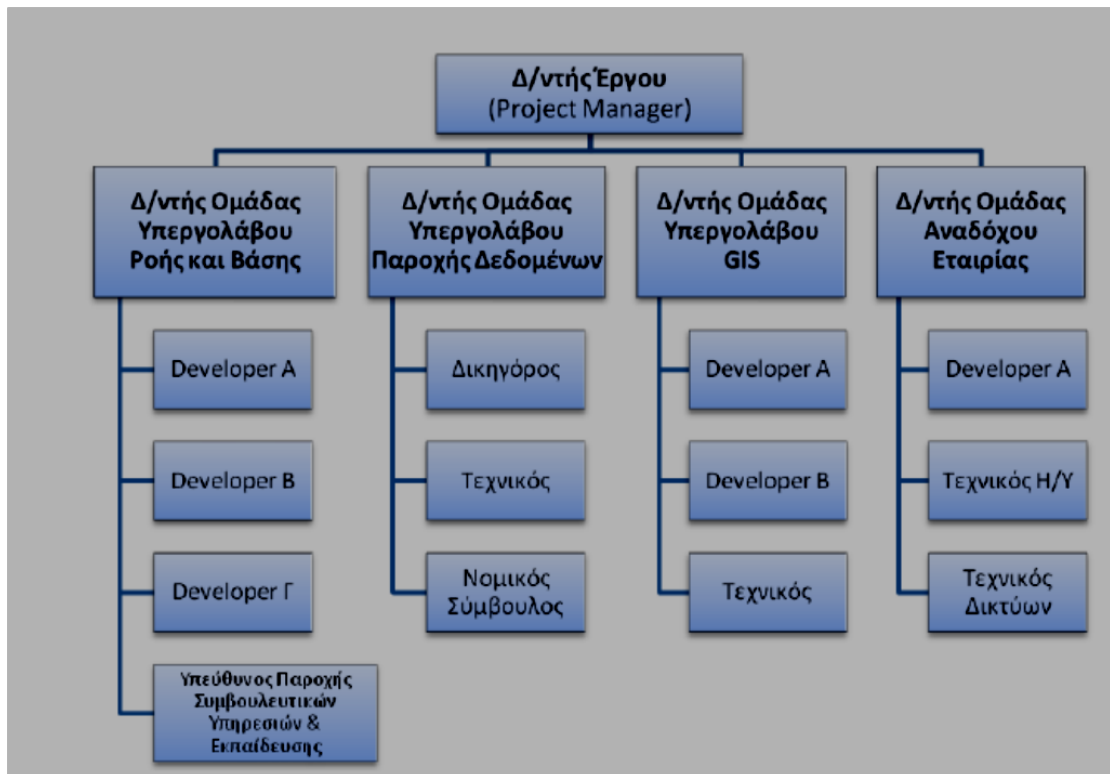 Δ/ντής Έργου
(Project Manager)
Δ/ντής Ομάδας
Υπεργολάβου
Ροής και Βάσης
Developer A
Developer B
Developer Γ
Υπεύθυνος Παροχής
Συμβουλευτικών
Υπηρεσιών &
Εκπαίδευσης
Δ/ντής Ομάδας
Υπεργολάβου
Παροχής Δεδομένων
Δικηγόρος
Τεχνικός
Νομικός
Σύμβουλος
Δ/ντής Ομάδας
Υπεργολάβου
GIS
Developer A
Developer B
Τεχνικός
Δ/ντής Ομάδας
Αναδόχου
Εταιρίας
Developer A
Τεχνικός Η/Υ
Τεχνικός
Δικτύων